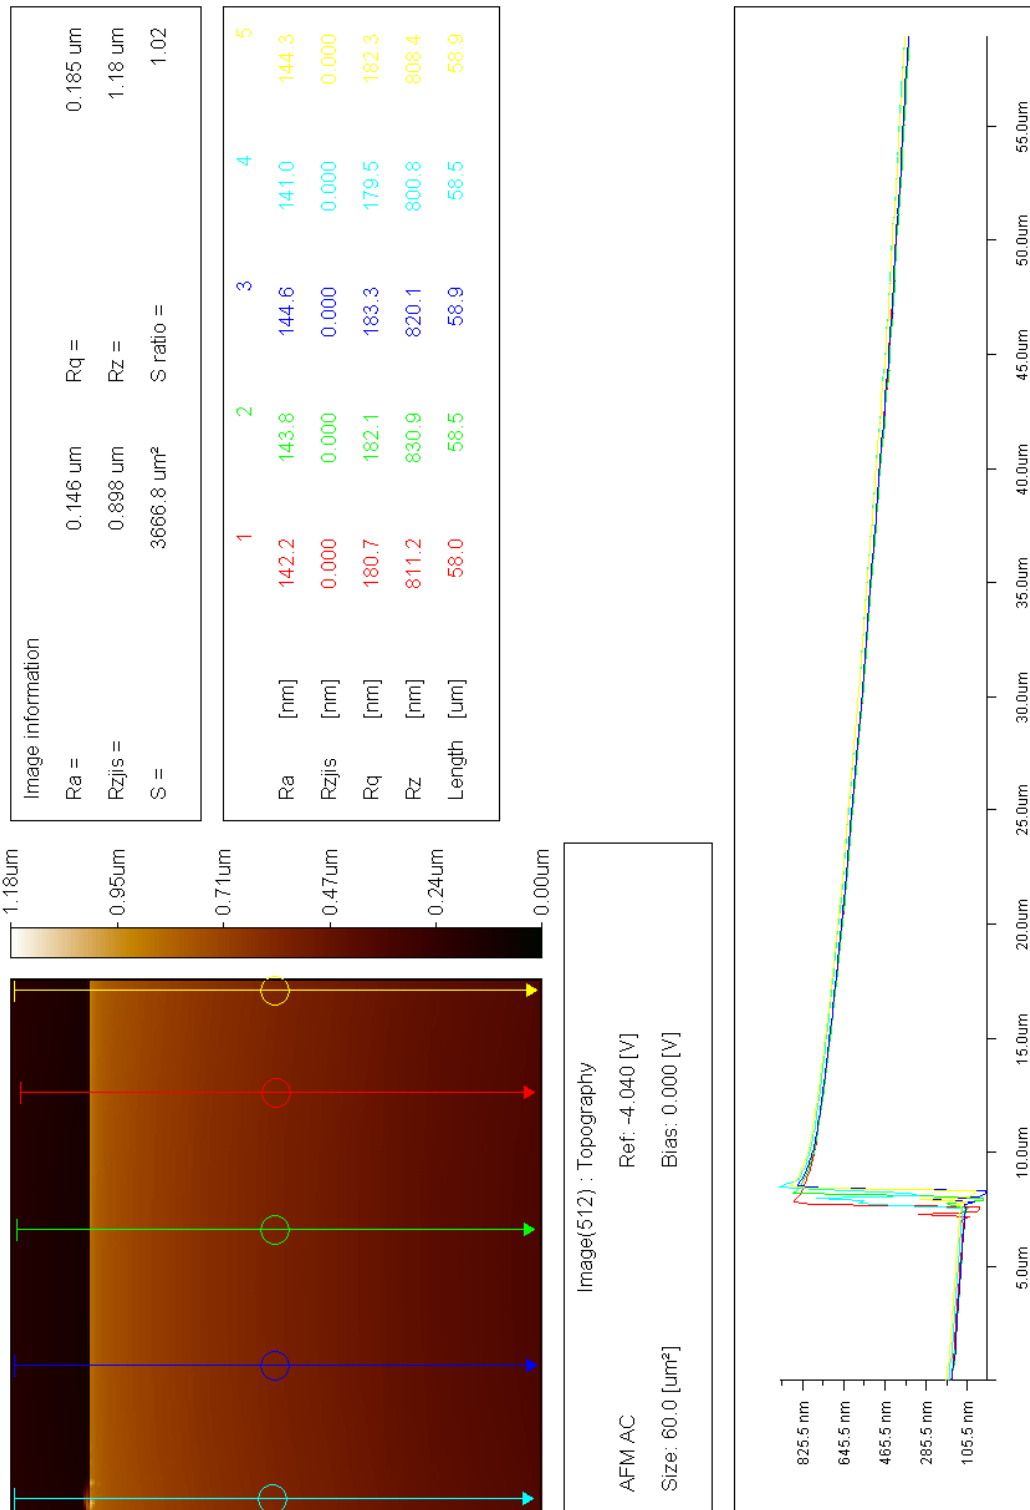 Image information
Ra = 0.146 um Rq = 0.185 um
Rzjis = 0.898 um Rz = 1.18 um
S = 3666.8 um² S ratio = 1.02
1 2 3 4 5
Ra [nm] 142.2 143.8 144.6 141.0 144.3
Rzjis [nm] 0.000 0.000 0.000 0.000 0.000
Rq [nm] 180.7 182.1 183.3 179.5 182.3
Rz [nm] 811.2 830.9 820.1 800.8 808.4
Length [um] 58.0 58.5 58.9 58.5 58.9
1.18um
0.95um
0.71um
0.47um
0.24um
0.00um
Image(512) : Topography
AFM AC Ref: -4.040 [V]
Size: 60.0 [um²] Bias: 0.000 [V]
825.5 nm
645.5 nm
465.5 nm
285.5 nm
105.5 nm
5.0um 10.0um 15.0um 20.0um 25.0um 30.0um 35.0um 40.0um 45.0um 50.0um 55.0um